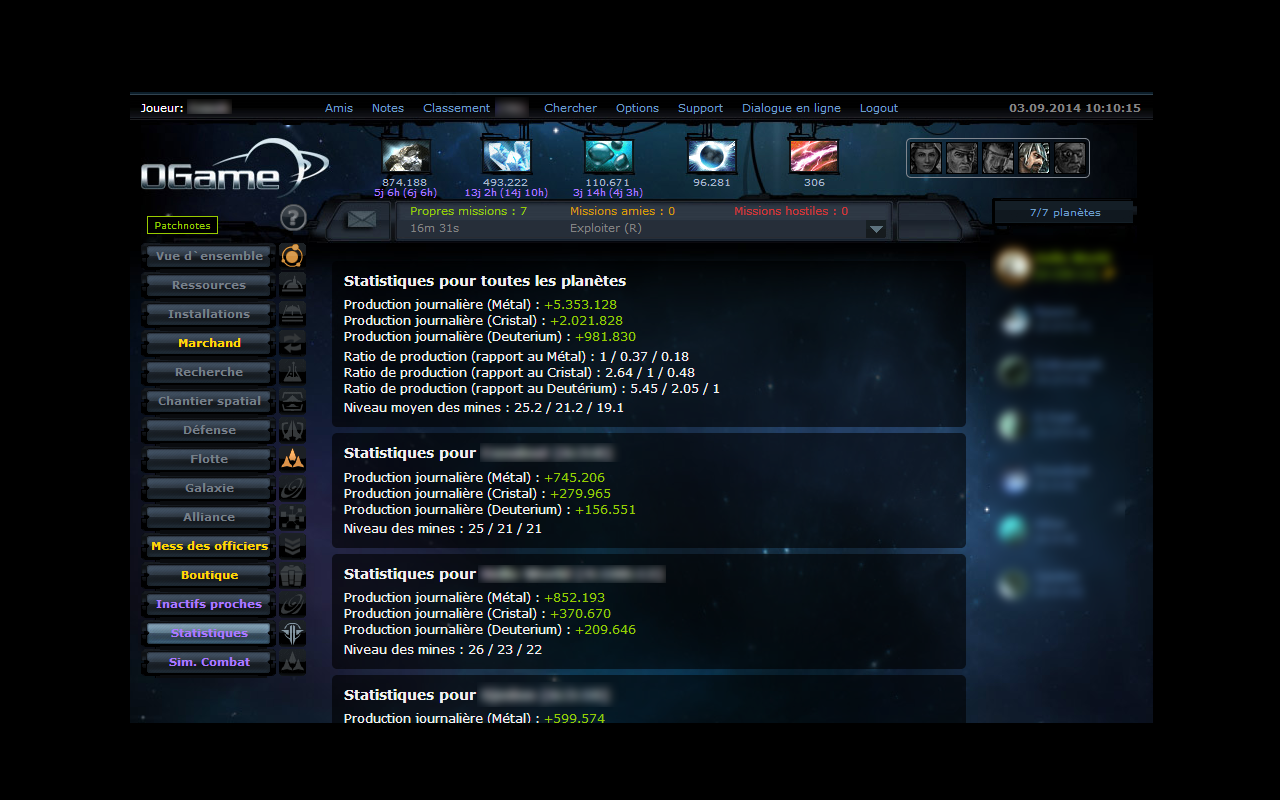 Joueur:
Amis Notes Classement Chercher Options Support Dialogue en ligne Logout 03.09.2014 10:10:15
OGame
874.188 493.222 110.671 96.281 306
5j 6h (6j 6h) 13j 2h (14j 10h) 3j 14h (4j 3h)
Patchnotes
?
Propres missions : 7 Missions amies : 0 Missions hostiles : 0
16m 31s Exploiter (R)
7/7 planètes
Vue d`ensemble
Ressources
Installations
Marchand
Recherche
Chantier spatial
Défense
Flotte
Galaxie
Alliance
Mess des officiers
Boutique
Inactifs proches
Statistiques
Sim. Combat
Statistiques pour toutes les planètes
Production journalière (Métal) : +5.353.128
Production journalière (Cristal) : +2.021.828
Production journalière (Deuterium) : +981.830
Ratio de production (rapport au Métal) : 1 / 0.37 / 0.18
Ratio de production (rapport au Cristal) : 2.64 / 1 / 0.48
Ratio de production (rapport au Deutérium) : 5.45 / 2.05 / 1
Niveau moyen des mines : 25.2 / 21.2 / 19.1
Statistiques pour
Production journalière (Métal) : +745.206
Production journalière (Cristal) : +279.965
Production journalière (Deuterium) : +156.551
Niveau des mines : 25 / 21 / 21
Statistiques pour
Production journalière (Métal) : +852.193
Production journalière (Cristal) : +370.670
Production journalière (Deuterium) : +209.646
Niveau des mines : 26 / 23 / 22
Statistiques pour
Production journalière (Métal) : +599.574